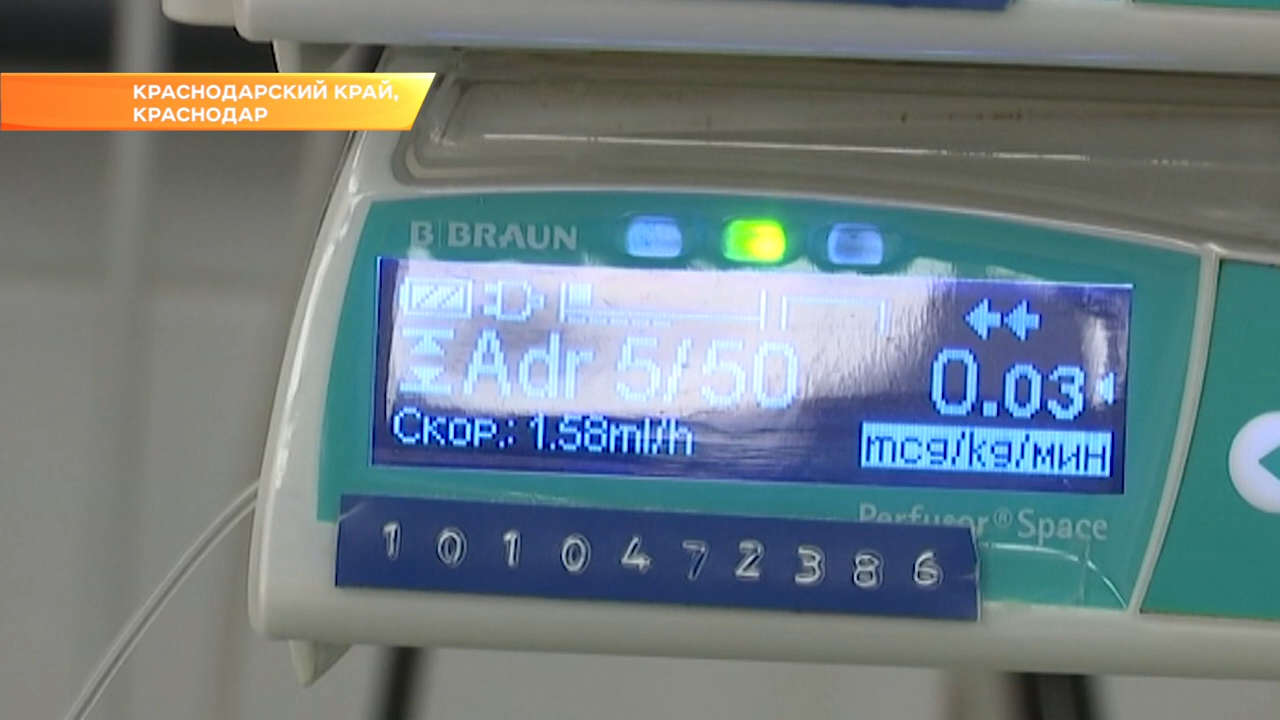 КРАСНОДАРСКИЙ КРАЙ,
КРАСНОДАР
B BRAUN
Adr 5/50
0.03
Скор.: 1.58ml/h
mcg/kg/мин
Perfusor® Space
1010472386